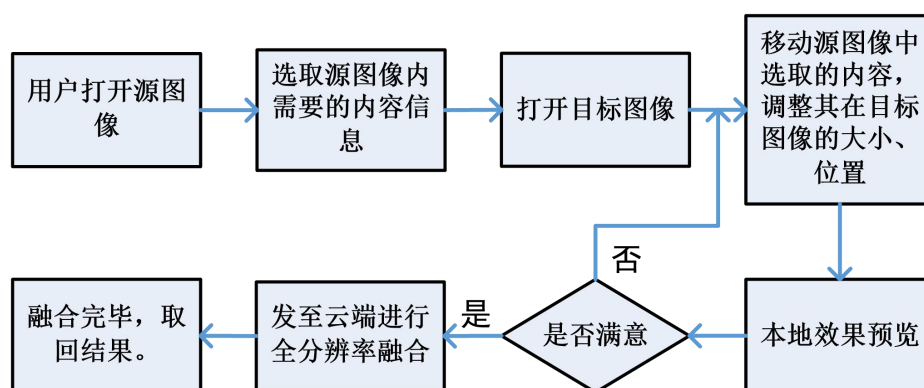 用户打开源图
像
选取源图像内
需要的内容信
息
打开目标图像
移动源图像中
选取的内容，
调整其在目标
图像的大小、
位置
本地效果预览
是否满意
否
是
发至云端进行
全分辨率融合
融合完毕，取
回结果。